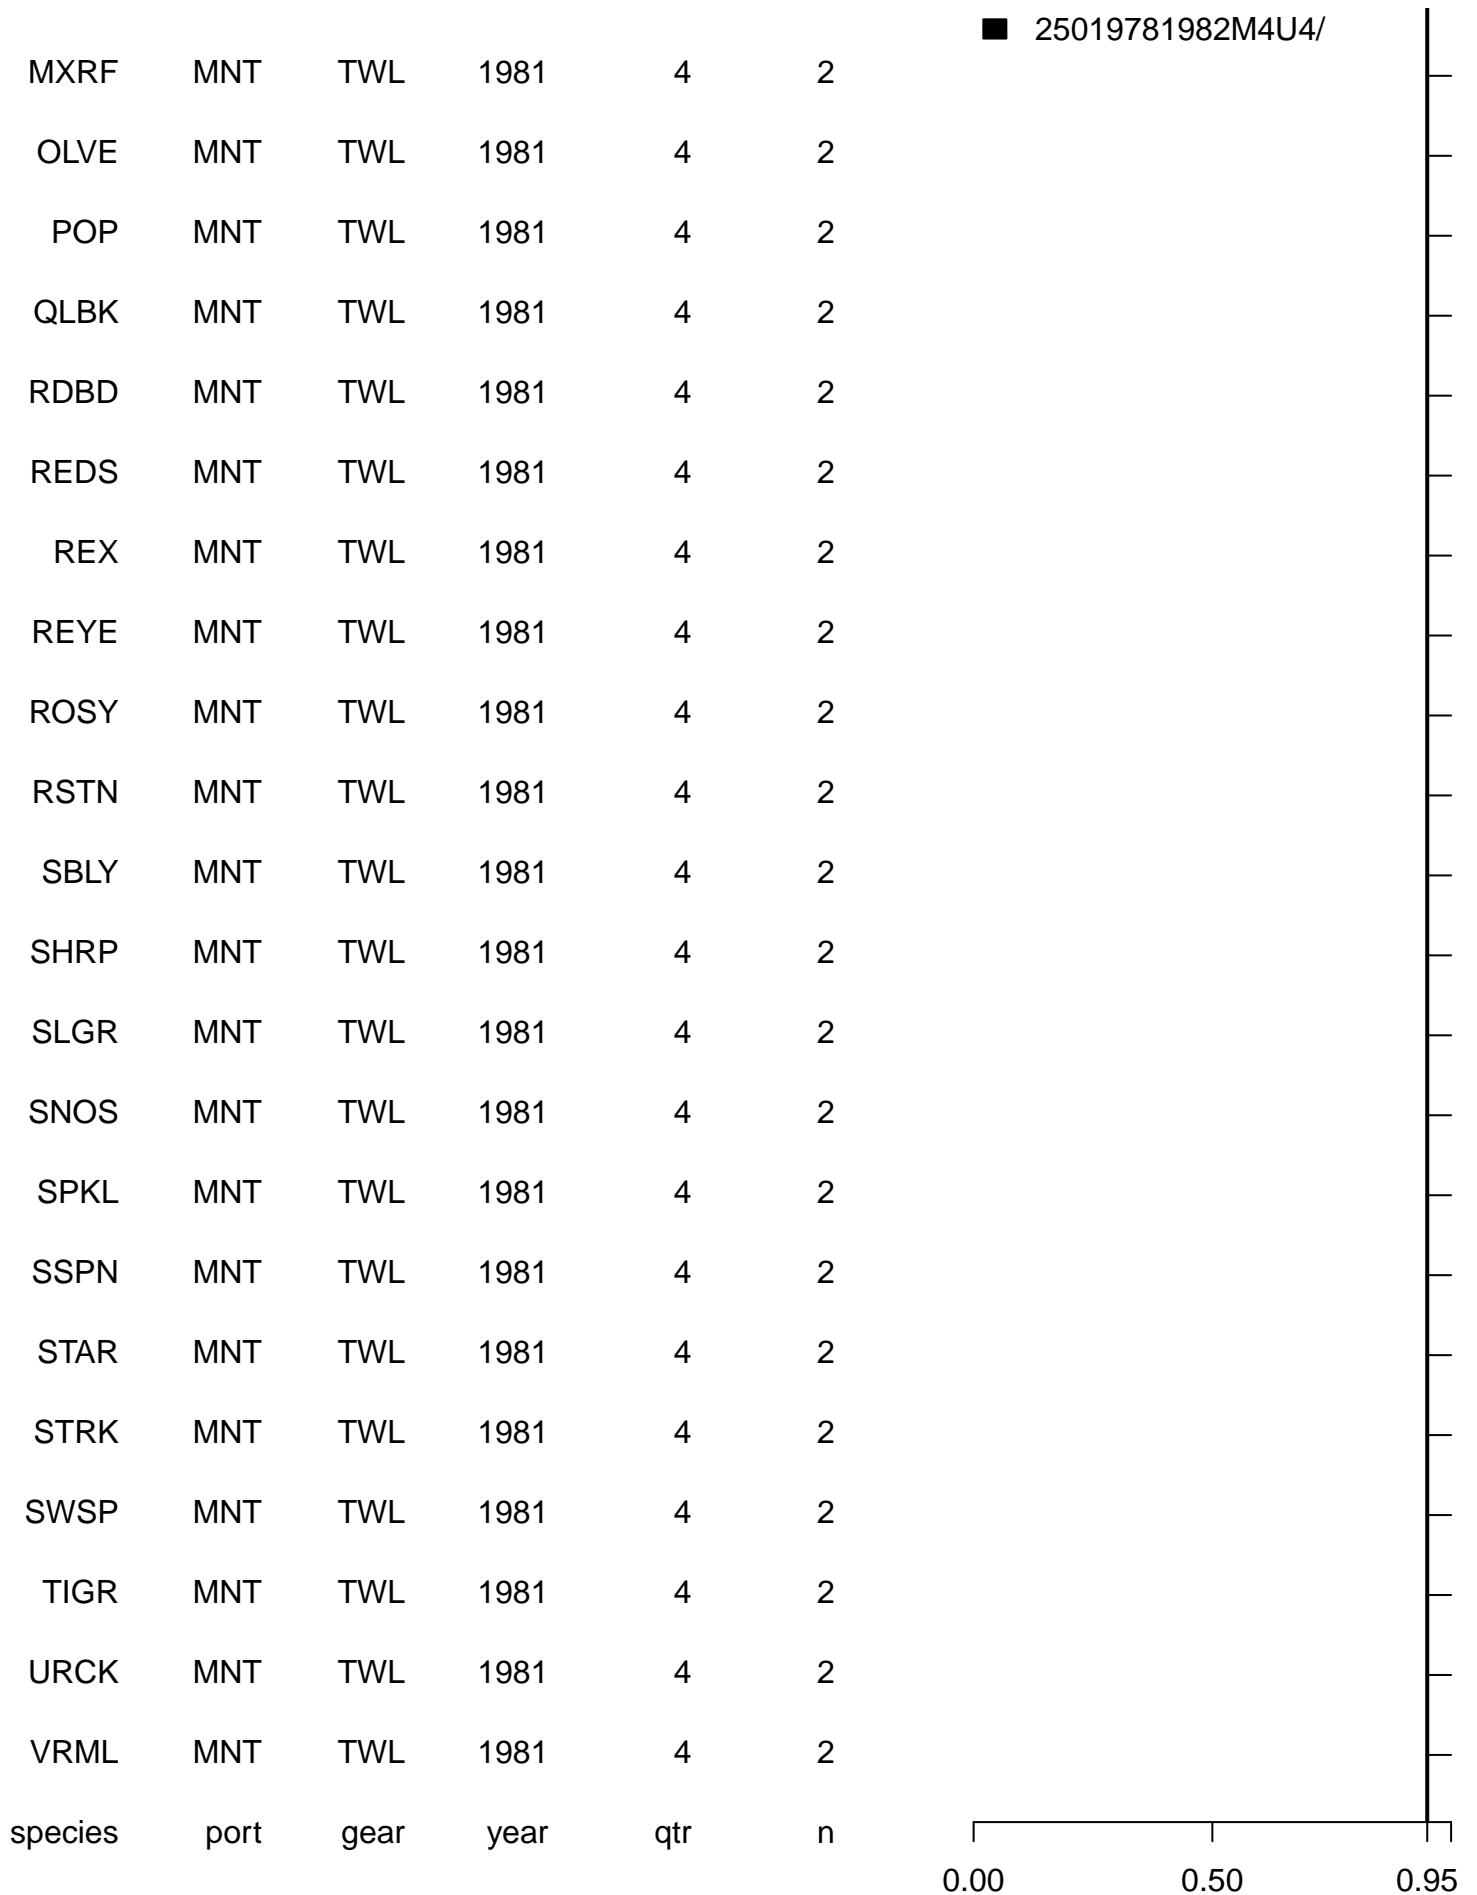 25019781982M4U4/
MXRF MNT TWL 1981 4 2
OLVE MNT TWL 1981 4 2
POP MNT TWL 1981 4 2
QLBK MNT TWL 1981 4 2
RDBD MNT TWL 1981 4 2
REDS MNT TWL 1981 4 2
REX MNT TWL 1981 4 2
REYE MNT TWL 1981 4 2
ROSY MNT TWL 1981 4 2
RSTN MNT TWL 1981 4 2
SBLY MNT TWL 1981 4 2
SHRP MNT TWL 1981 4 2
SLGR MNT TWL 1981 4 2
SNOS MNT TWL 1981 4 2
SPKL MNT TWL 1981 4 2
SSPN MNT TWL 1981 4 2
STAR MNT TWL 1981 4 2
STRK MNT TWL 1981 4 2
SWSP MNT TWL 1981 4 2
TIGR MNT TWL 1981 4 2
URCK MNT TWL 1981 4 2
VRML MNT TWL 1981 4 2
species port gear year qtr n
0.00 0.50 0.95